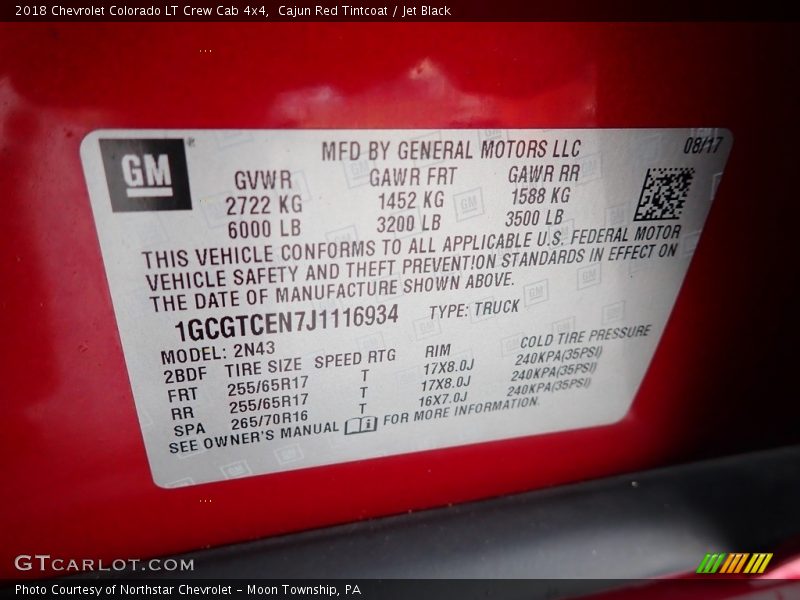 2018 Chevrolet Colorado LT Crew Cab 4x4, Cajun Red Tintcoat / Jet Black
GM
MFD BY GENERAL MOTORS LLC 08/17
GVWR GAWR FRT GAWR RR
2722 KG 1452 KG 1588 KG
6000 LB 3200 LB 3500 LB
THIS VEHICLE CONFORMS TO ALL APPLICABLE U.S. FEDERAL MOTOR
VEHICLE SAFETY AND THEFT PREVENTION STANDARDS IN EFFECT ON
THE DATE OF MANUFACTURE SHOWN ABOVE.
1GCGTCEN7J1116934 TYPE: TRUCK
MODEL: 2N43
2BDF TIRE SIZE SPEED RTG RIM COLD TIRE PRESSURE
FRT 255/65R17 T 17X8.0J 240KPA(35PSI)
RR 255/65R17 T 17X8.0J 240KPA(35PSI)
SPA 265/70R16 T 16X7.0J 240KPA(35PSI)
SEE OWNER'S MANUAL FOR MORE INFORMATION.
GTCARLOT.COM
Photo Courtesy of Northstar Chevrolet - Moon Township, PA